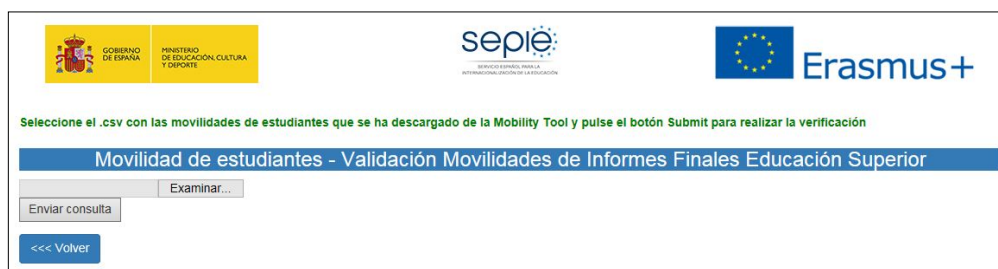 GOBIERNO
DE ESPAÑA
MINISTERIO
DE EDUCACIÓN, CULTURA
Y DEPORTE
sepie
SERVICIO ESPAÑOL PARA LA
INTERNACIONALIZACIÓN DE LA EDUCACIÓN
Erasmus+
Seleccione el .csv con las movilidades de estudiantes que se ha descargado de la Mobility Tool y pulse el botón Submit para realizar la verificación
Movilidad de estudiantes - Validación Movilidades de Informes Finales Educación Superior
Examinar...
Enviar consulta
<<< Volver